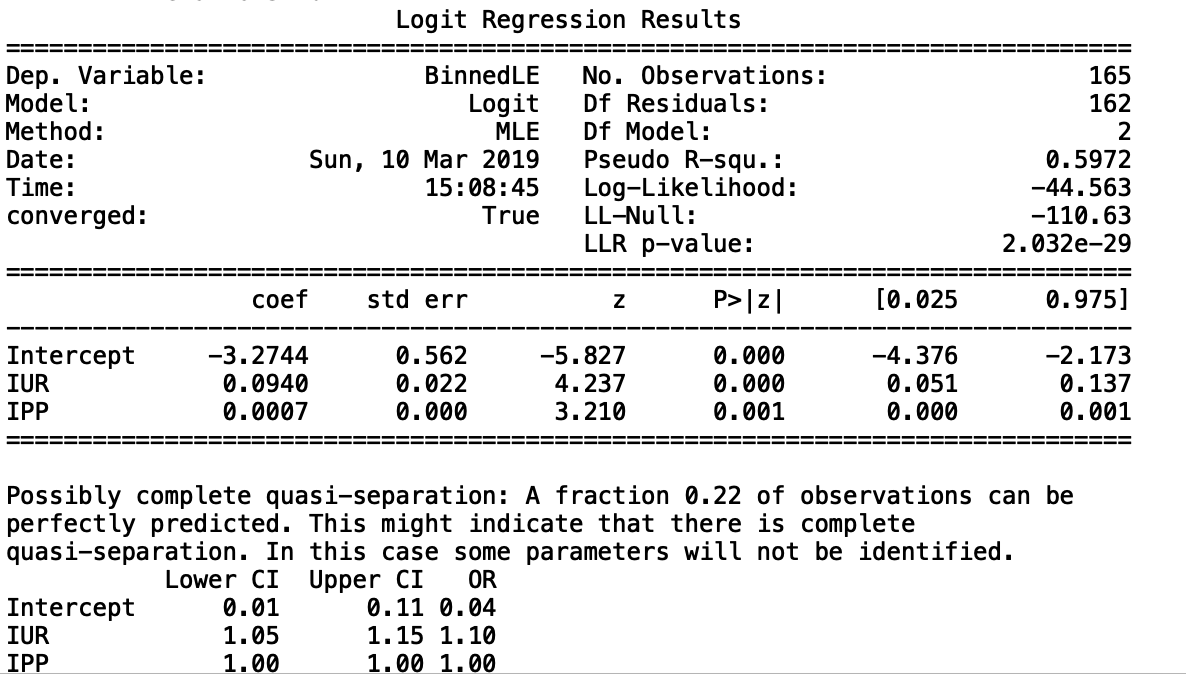 Logit Regression Results
==============================================================================
Dep. Variable: BinnedLE No. Observations: 165
Model: Logit Df Residuals: 162
Method: MLE Df Model: 2
Date: Sun, 10 Mar 2019 Pseudo R-squ.: 0.5972
Time: 15:08:45 Log-Likelihood: -44.563
converged: True LL-Null: -110.63
LLR p-value: 2.032e-29
==============================================================================
coef std err z P>|z| [0.025 0.975]
------------------------------------------------------------------------------
Intercept -3.2744 0.562 -5.827 0.000 -4.376 -2.173
IUR 0.0940 0.022 4.237 0.000 0.051 0.137
IPP 0.0007 0.000 3.210 0.001 0.000 0.001
==============================================================================
Possibly complete quasi-separation: A fraction 0.22 of observations can be
perfectly predicted. This might indicate that there is complete
quasi-separation. In this case some parameters will not be identified.
Lower CI Upper CI OR
Intercept 0.01 0.11 0.04
IUR 1.05 1.15 1.10
IPP 1.00 1.00 1.00